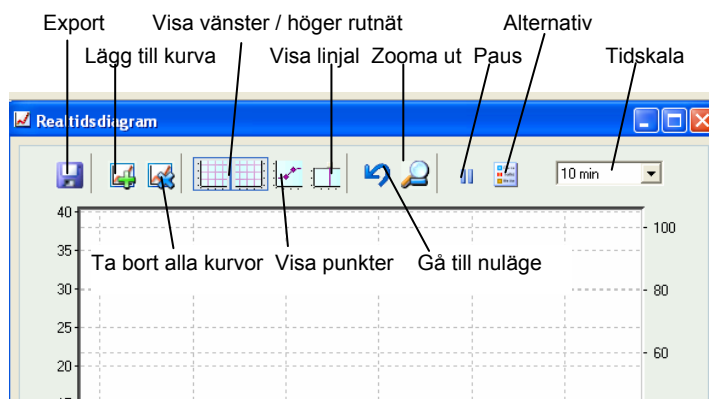 Export Visa vänster / höger rutnät Alternativ
Lägg till kurva Visa linjal Zooma ut Paus Tidskala
Realtidsdiagram
10 min
40
100
35
Ta bort alla kurvor Visa punkter Gå till nuläge
30
80
25
20
60